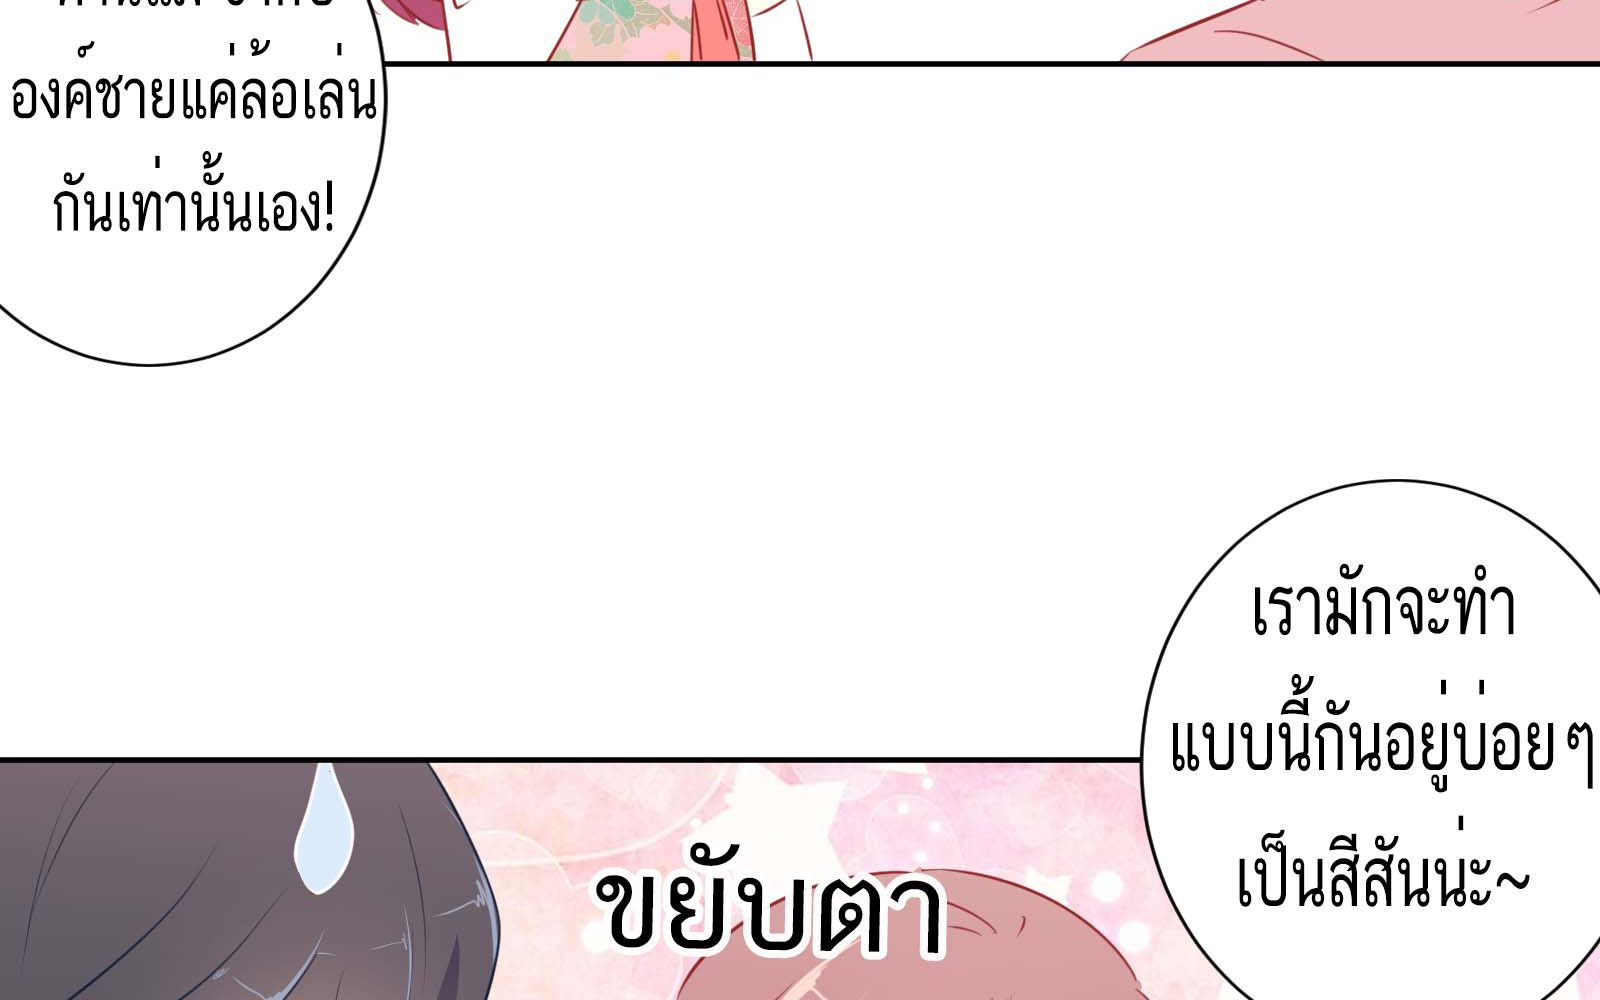 องค์ชายแค่ล้อเล่น
กันเท่านั้นเอง!
เรามักจะทำ
แบบนี้กันอยู่บ่อยๆ
เป็นสีสันน่ะ~
ขยับตา